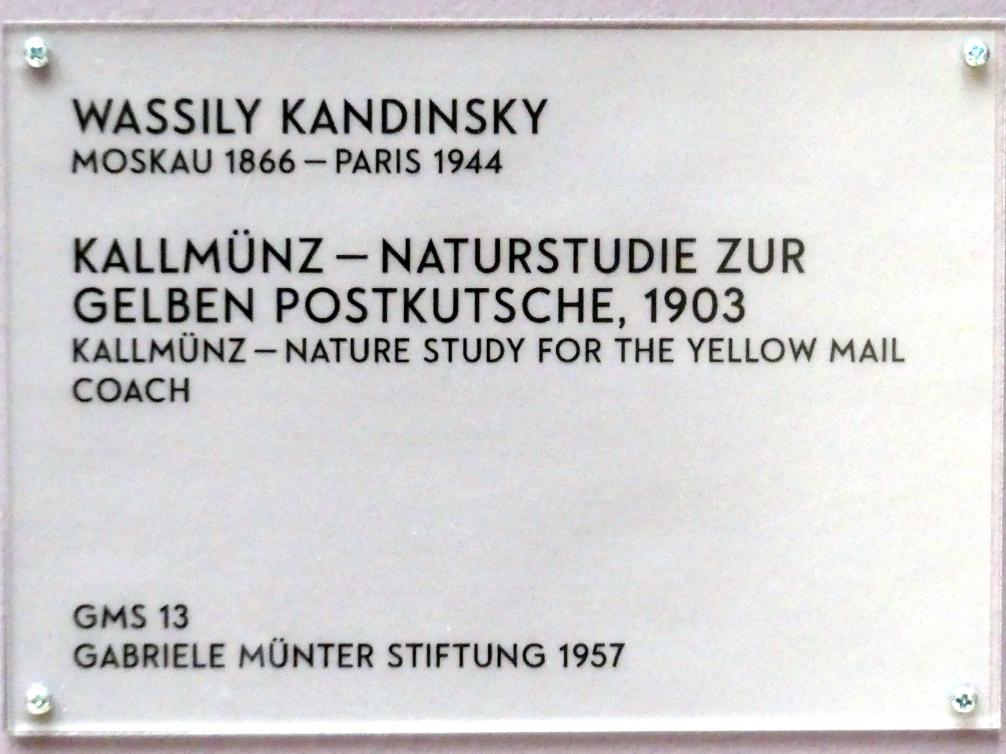 WASSILY KANDINSKY
MOSKAU 1866 – PARIS 1944
KALLMÜNZ – NATURSTUDIE ZUR
GELBEN POSTKUTSCHE, 1903
KALLMÜNZ – NATURE STUDY FOR THE YELLOW MAIL
COACH
GMS 13
GABRIELE MÜNTER STIFTUNG 1957